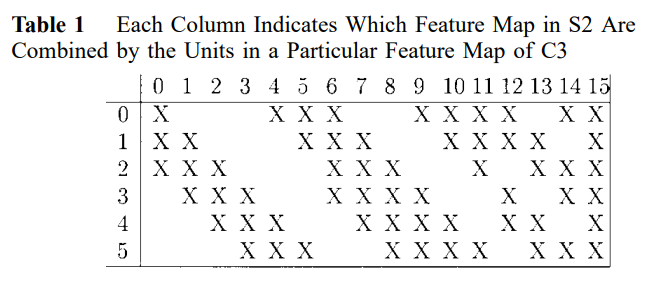 Table 1 Each Column Indicates Which Feature Map in S2 Are
Combined by the Units in a Particular Feature Map of C3
0 1 2 3 4 5 6 7 8 9 10 11 12 13 14 15
0 X X X X X X X X X X
1 X X X X X X X X X X
2 X X X X X X X X X X
3 X X X X X X X X X X
4 X X X X X X X X X X
5 X X X X X X X X X X